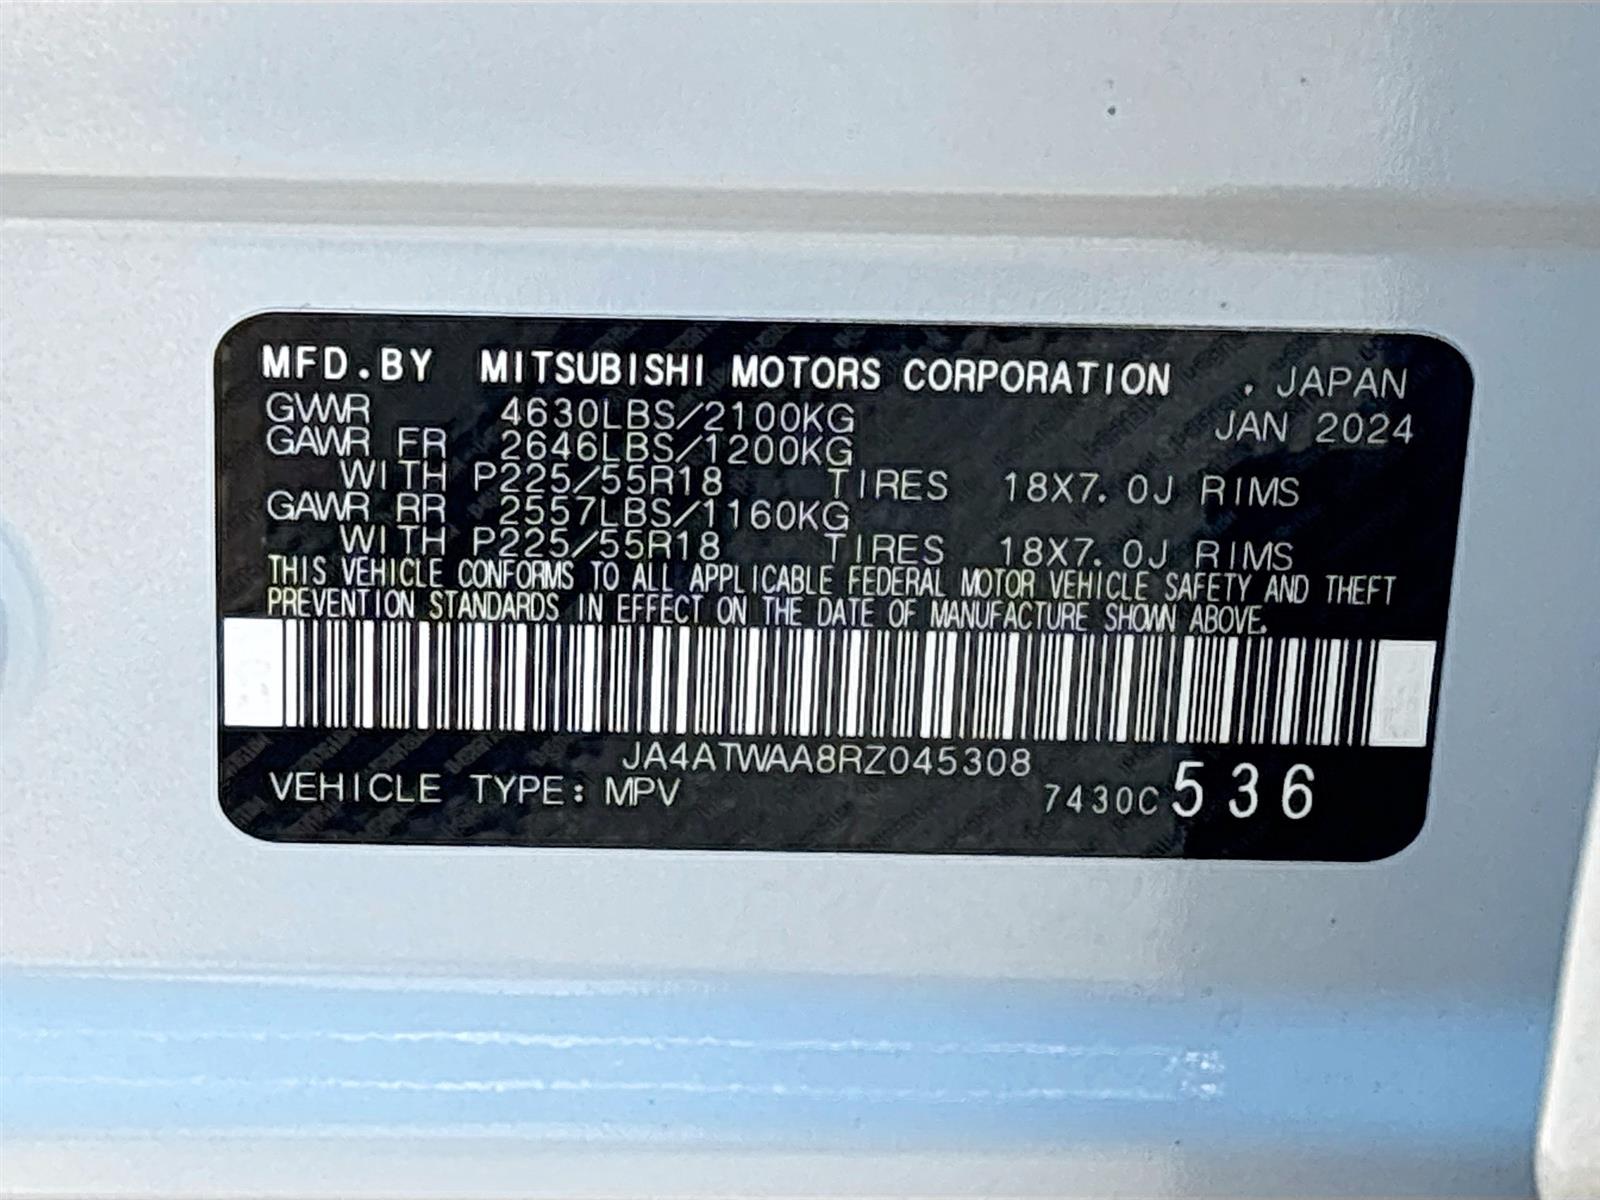 MFD.BY MITSUBISHI MOTORS CORPORATION . JAPAN
GVWR 4630LBS/2100KG JAN 2024
GAWR FR 2646LBS/1200KG
WITH P225/55R18 TIRES 18X7.0J RIMS
GAWR RR 2557LBS/1160KG
WITH P225/55R18 TIRES 18X7.0J RIMS
THIS VEHICLE CONFORMS TO ALL APPLICABLE FEDERAL MOTOR VEHICLE SAFETY AND THEFT
PREVENTION STANDARDS IN EFFECT ON THE DATE OF MANUFACTURE SHOWN ABOVE.
JA4ATWAA8RZ045308
VEHICLE TYPE: MPV 7430C 536